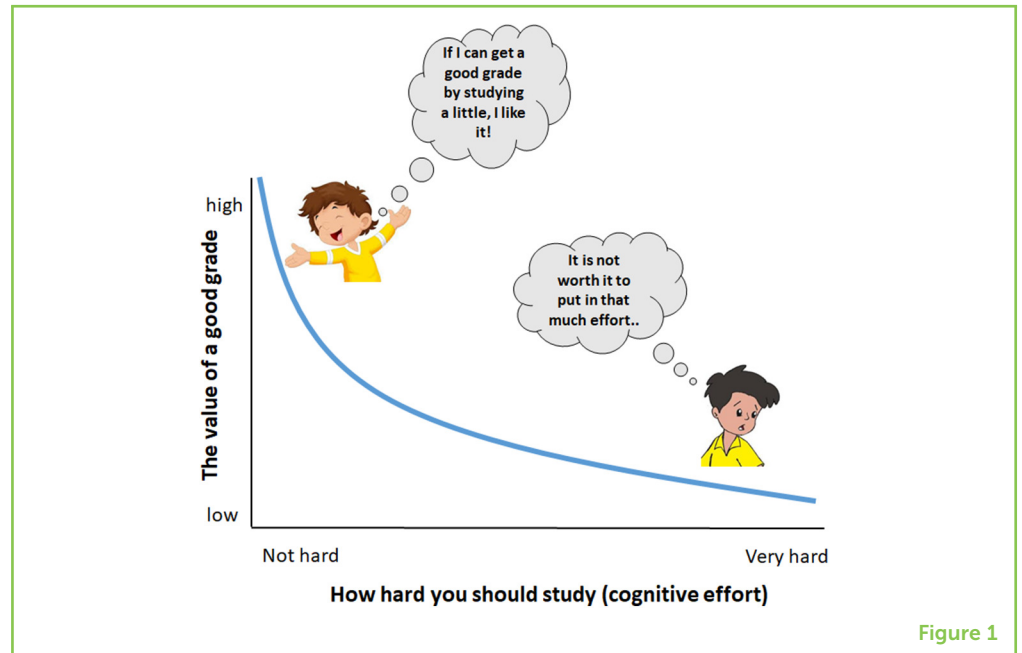 If I can get a
good grade
by studying
a little, I like
it!
high
It is not
worth it to
put in that
much effort..
The value of a good grade
low
Not hard
Very hard
How hard you should study (cognitive effort)
Figure 1